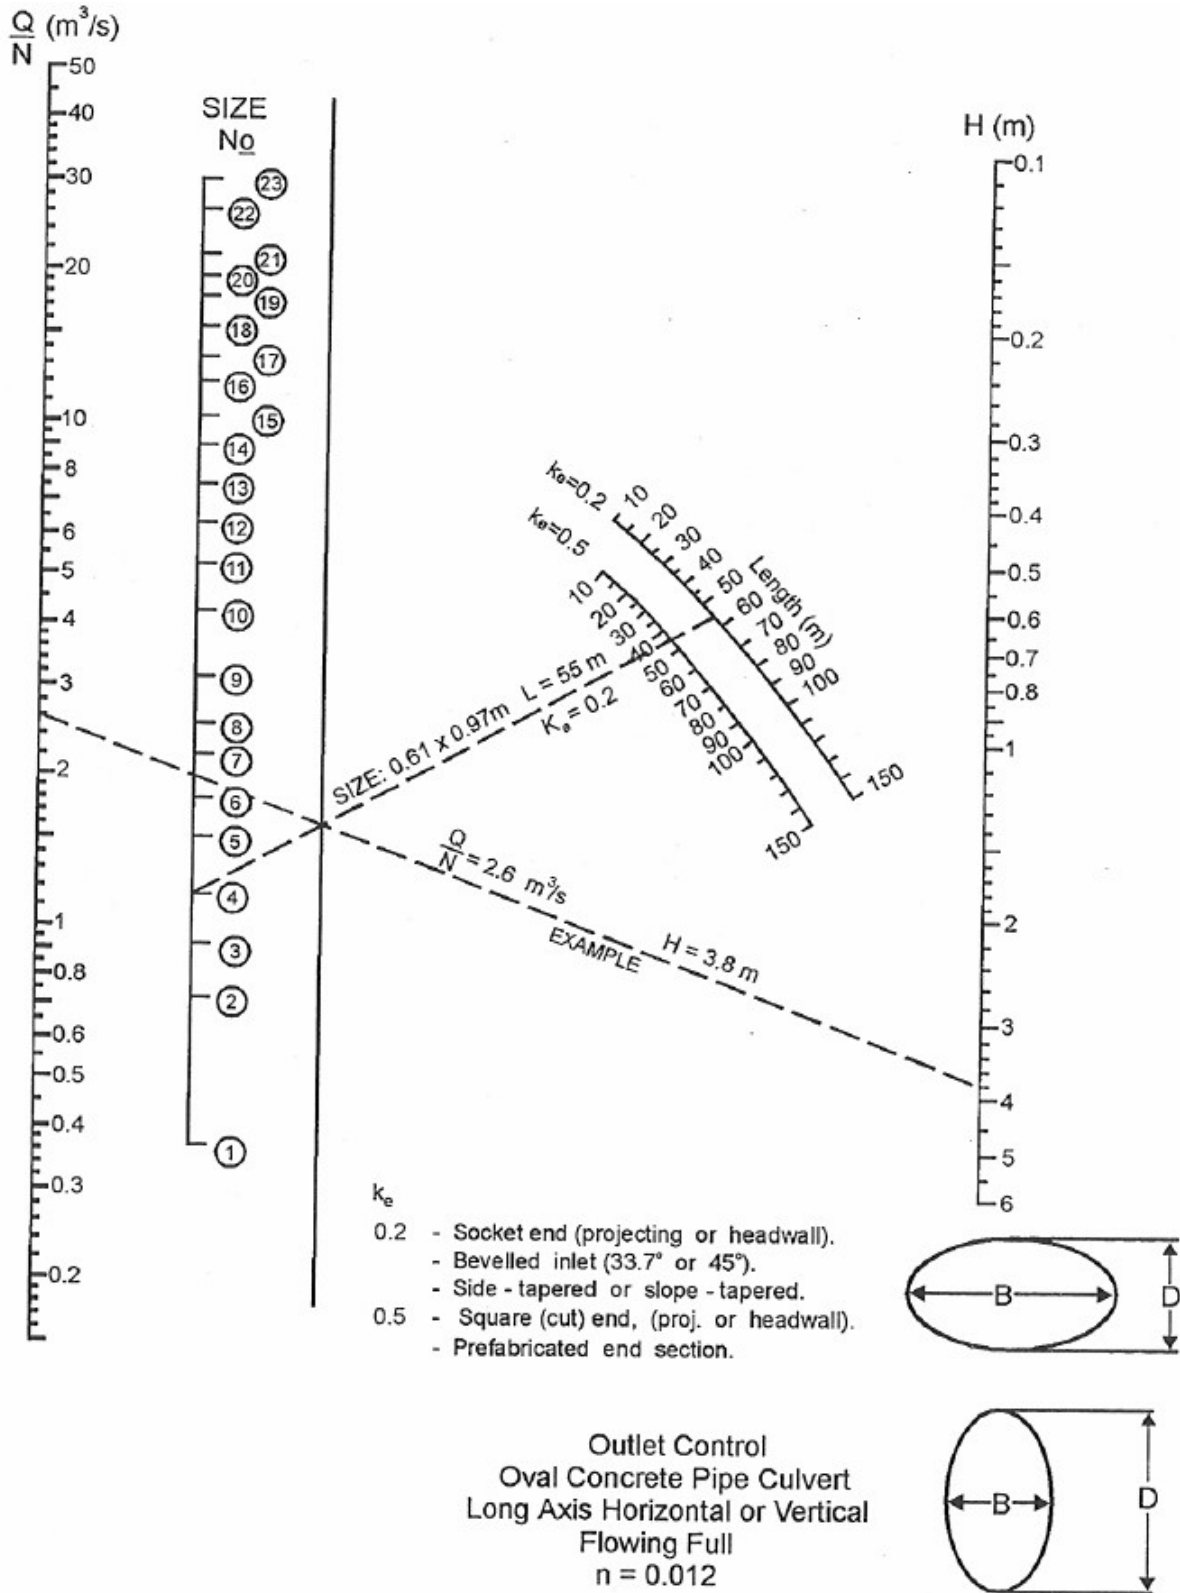 Q/N (m³/s)
50
40
30
20
10
8
6
5
4
3
2
1
0.8
0.6
0.5
0.4
0.3
0.2
SIZE
No
23
22
21
20
19
18
17
16
15
14
13
12
11
10
9
8
7
6
5
4
3
2
1
H (m)
0.1
0.2
0.3
0.4
0.5
0.6
0.7
0.8
1
2
3
4
5
6
kₑ=0.2
10
20
30
40
50
60
70
80
90
100
150
Length (m)
kₑ=0.5
10
20
30
40
50
60
70
80
90
100
150
SIZE: 0.61 x 0.97m L = 55 m
Kₑ = 0.2
Q/N = 2.6 m³/s
EXAMPLE
H = 3.8 m
kₑ
0.2 - Socket end (projecting or headwall).
- Bevelled inlet (33.7° or 45°).
- Side - tapered or slope - tapered.
0.5 - Square (cut) end, (proj. or headwall).
- Prefabricated end section.
B
D
B
D
Outlet Control
Oval Concrete Pipe Culvert
Long Axis Horizontal or Vertical
Flowing Full
n = 0.012